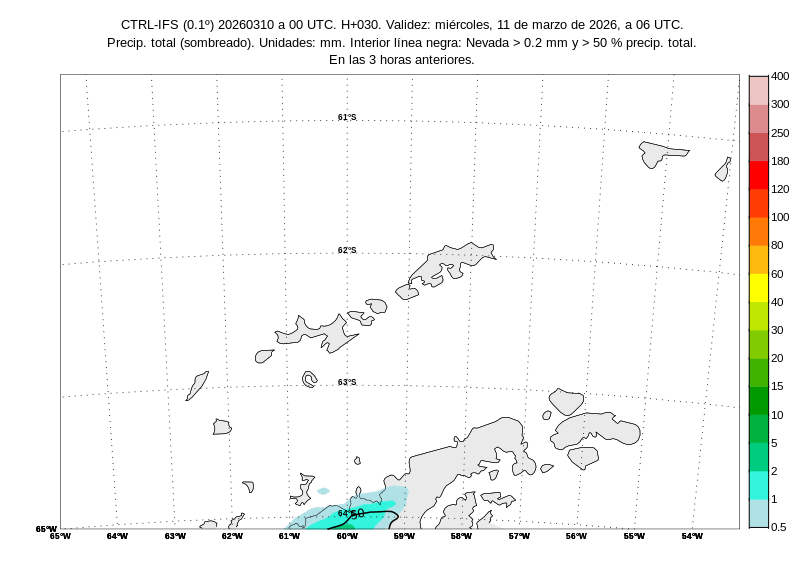 CTRL-IFS (0.1º) 20260310 a 00 UTC. H+030. Validez: miércoles, 11 de marzo de 2026, a 06 UTC.
Precip. total (sombreado). Unidades: mm. Interior línea negra: Nevada > 0.2 mm y > 50 % precip. total.
En las 3 horas anteriores.
400
300
250
180
120
100
80
60
40
30
20
15
10
5
2
1
0.5
61°S
62°S
63°S
64°S
50
65°W
65°W 64°W 63°W 62°W 61°W 60°W 59°W 58°W 57°W 56°W 55°W 54°W